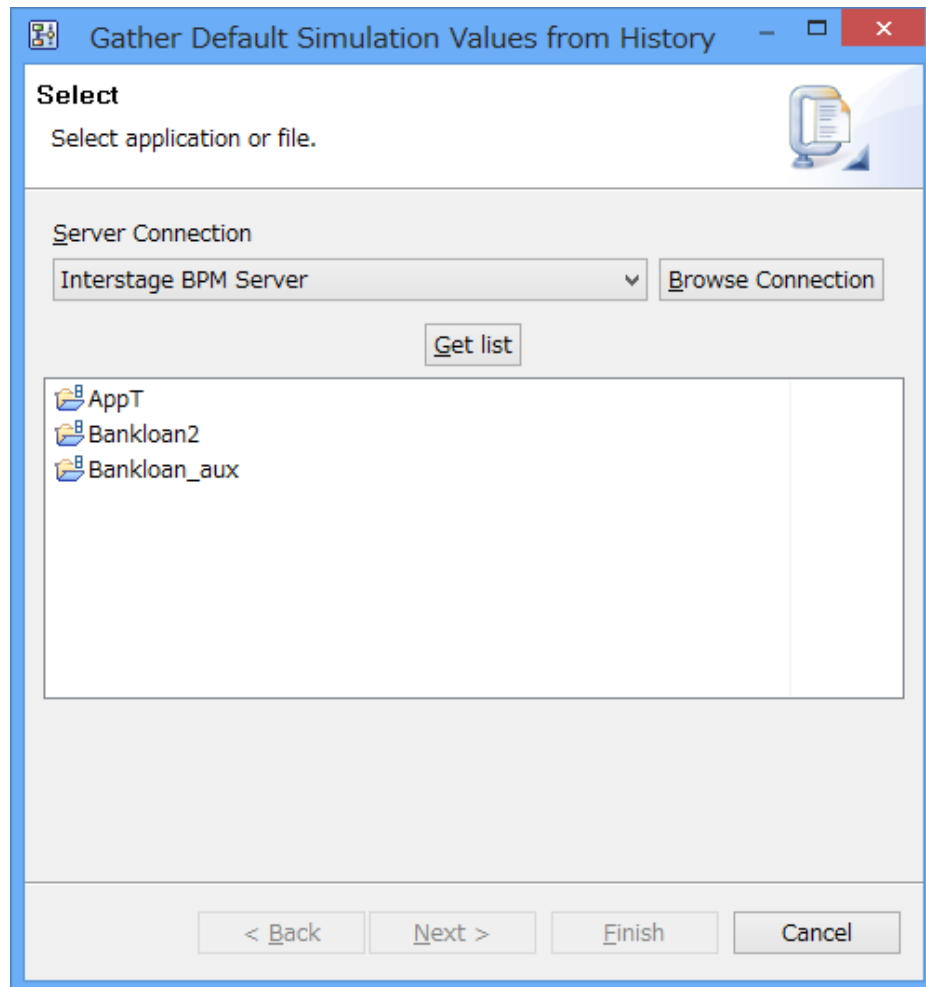 Gather Default Simulation Values from History
Select
Select application or file.
Server Connection
Interstage BPM Server
Browse Connection
Get list
AppT
Bankloan2
Bankloan_aux
< Back
Next >
Finish
Cancel